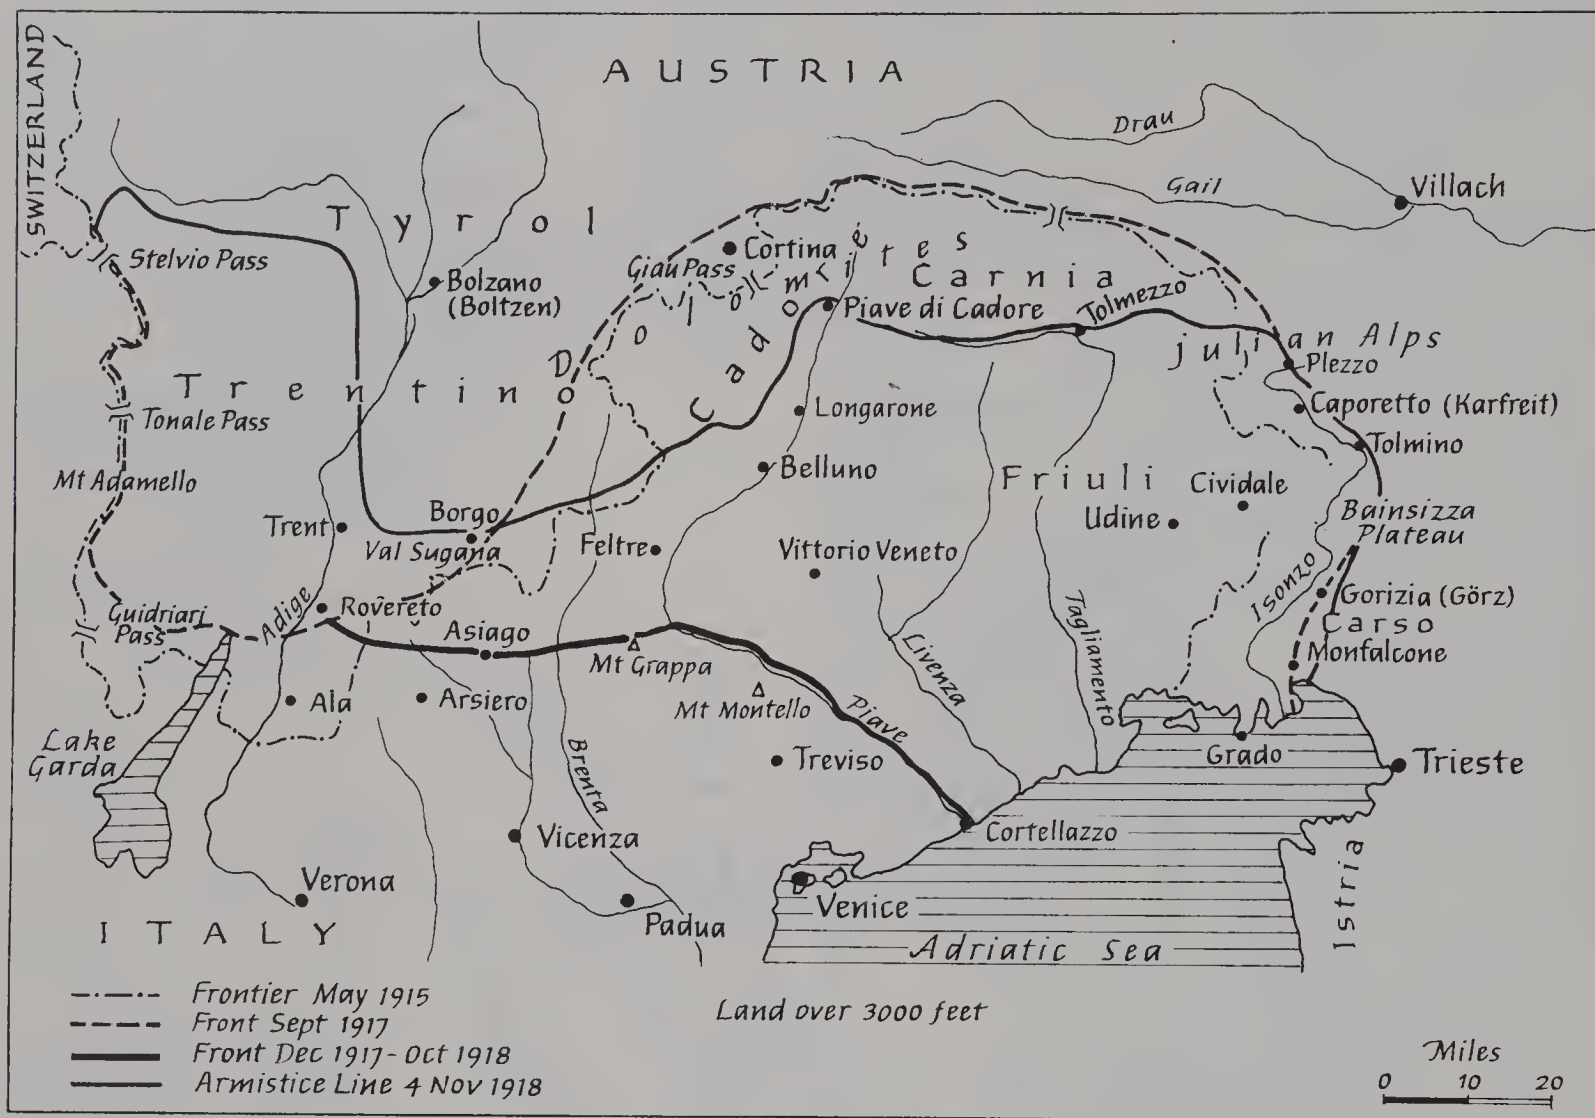 SWITZERLAND
AUSTRIA
Drau
Gail
Villach
Tyrol
Stelvio Pass
Bolzano
(Boltzen)
Cortina
Giau Pass
Dolomites
Carnia
Cadore
Piave di Cadore
Tolmezzo
Julian Alps
Plezzo
Trentino
Tonale Pass
Longarone
Caporetto (Karfreit)
Tolmino
Mt Adamello
Belluno
Friuli
Cividale
Udine
Bainsizza
Plateau
Trent
Borgo
Val Sugana
Feltre
Vittorio Veneto
Isonzo
Gorizia (Görz)
Carso
Monfalcone
Guidriari
Pass
Adige
Rovereto
Asiago
Mt Grappa
Livenza
Tagliamento
Ala
Arsiero
Mt Montello
Piave
Lake
Garda
Brenta
Treviso
Grado
Trieste
Vicenza
Cortellazzo
Verona
Padua
Venice
Istria
ITALY
Adriatic Sea
Frontier May 1915
Front Sept 1917
Front Dec 1917 - Oct 1918
Armistice Line 4 Nov 1918
Land over 3000 feet
Miles
0 10 20